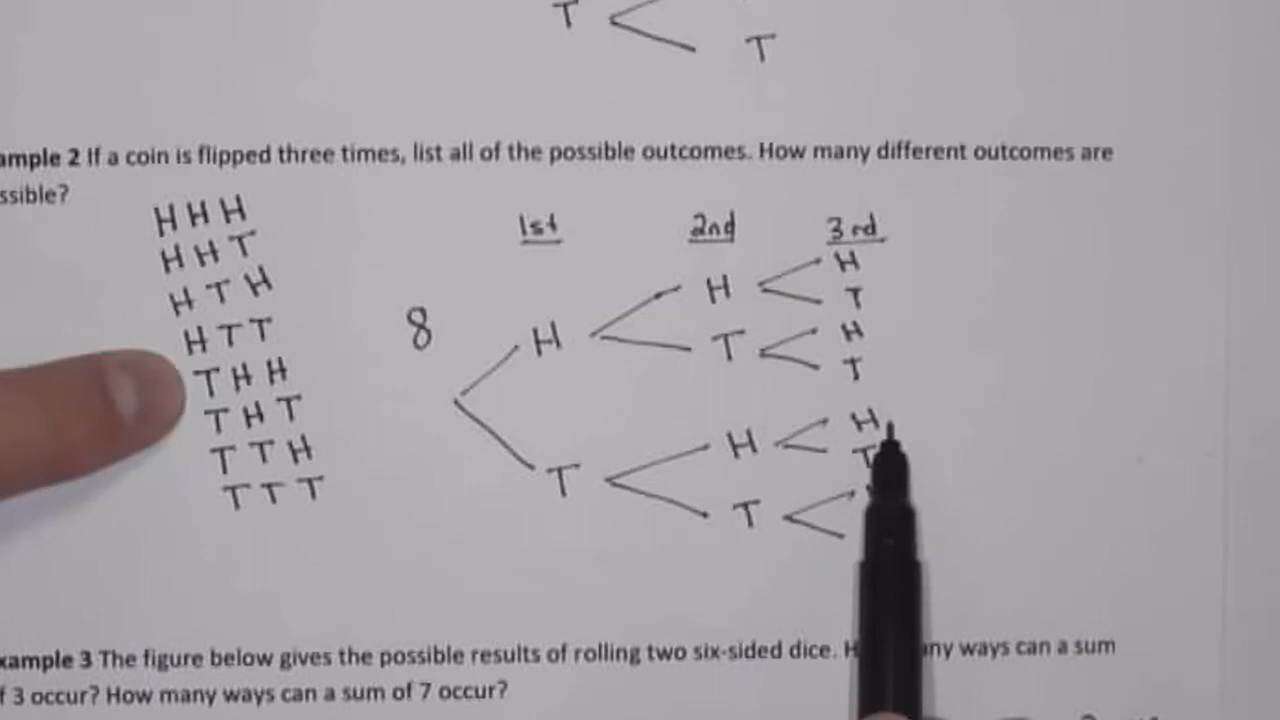 T
T
ample 2 If a coin is flipped three times, list all of the possible outcomes. How many different outcomes are
ssible?
HHH
HHT
HTH
HTT
THH
THT
TTH
TTT
8
1st 2nd 3rd
H
T
H
T
H
T
H
T
H
T
H
T
T
xample 3 The figure below gives the possible results of rolling two six-sided dice. H ny ways can a sum
f 3 occur? How many ways can a sum of 7 occur?